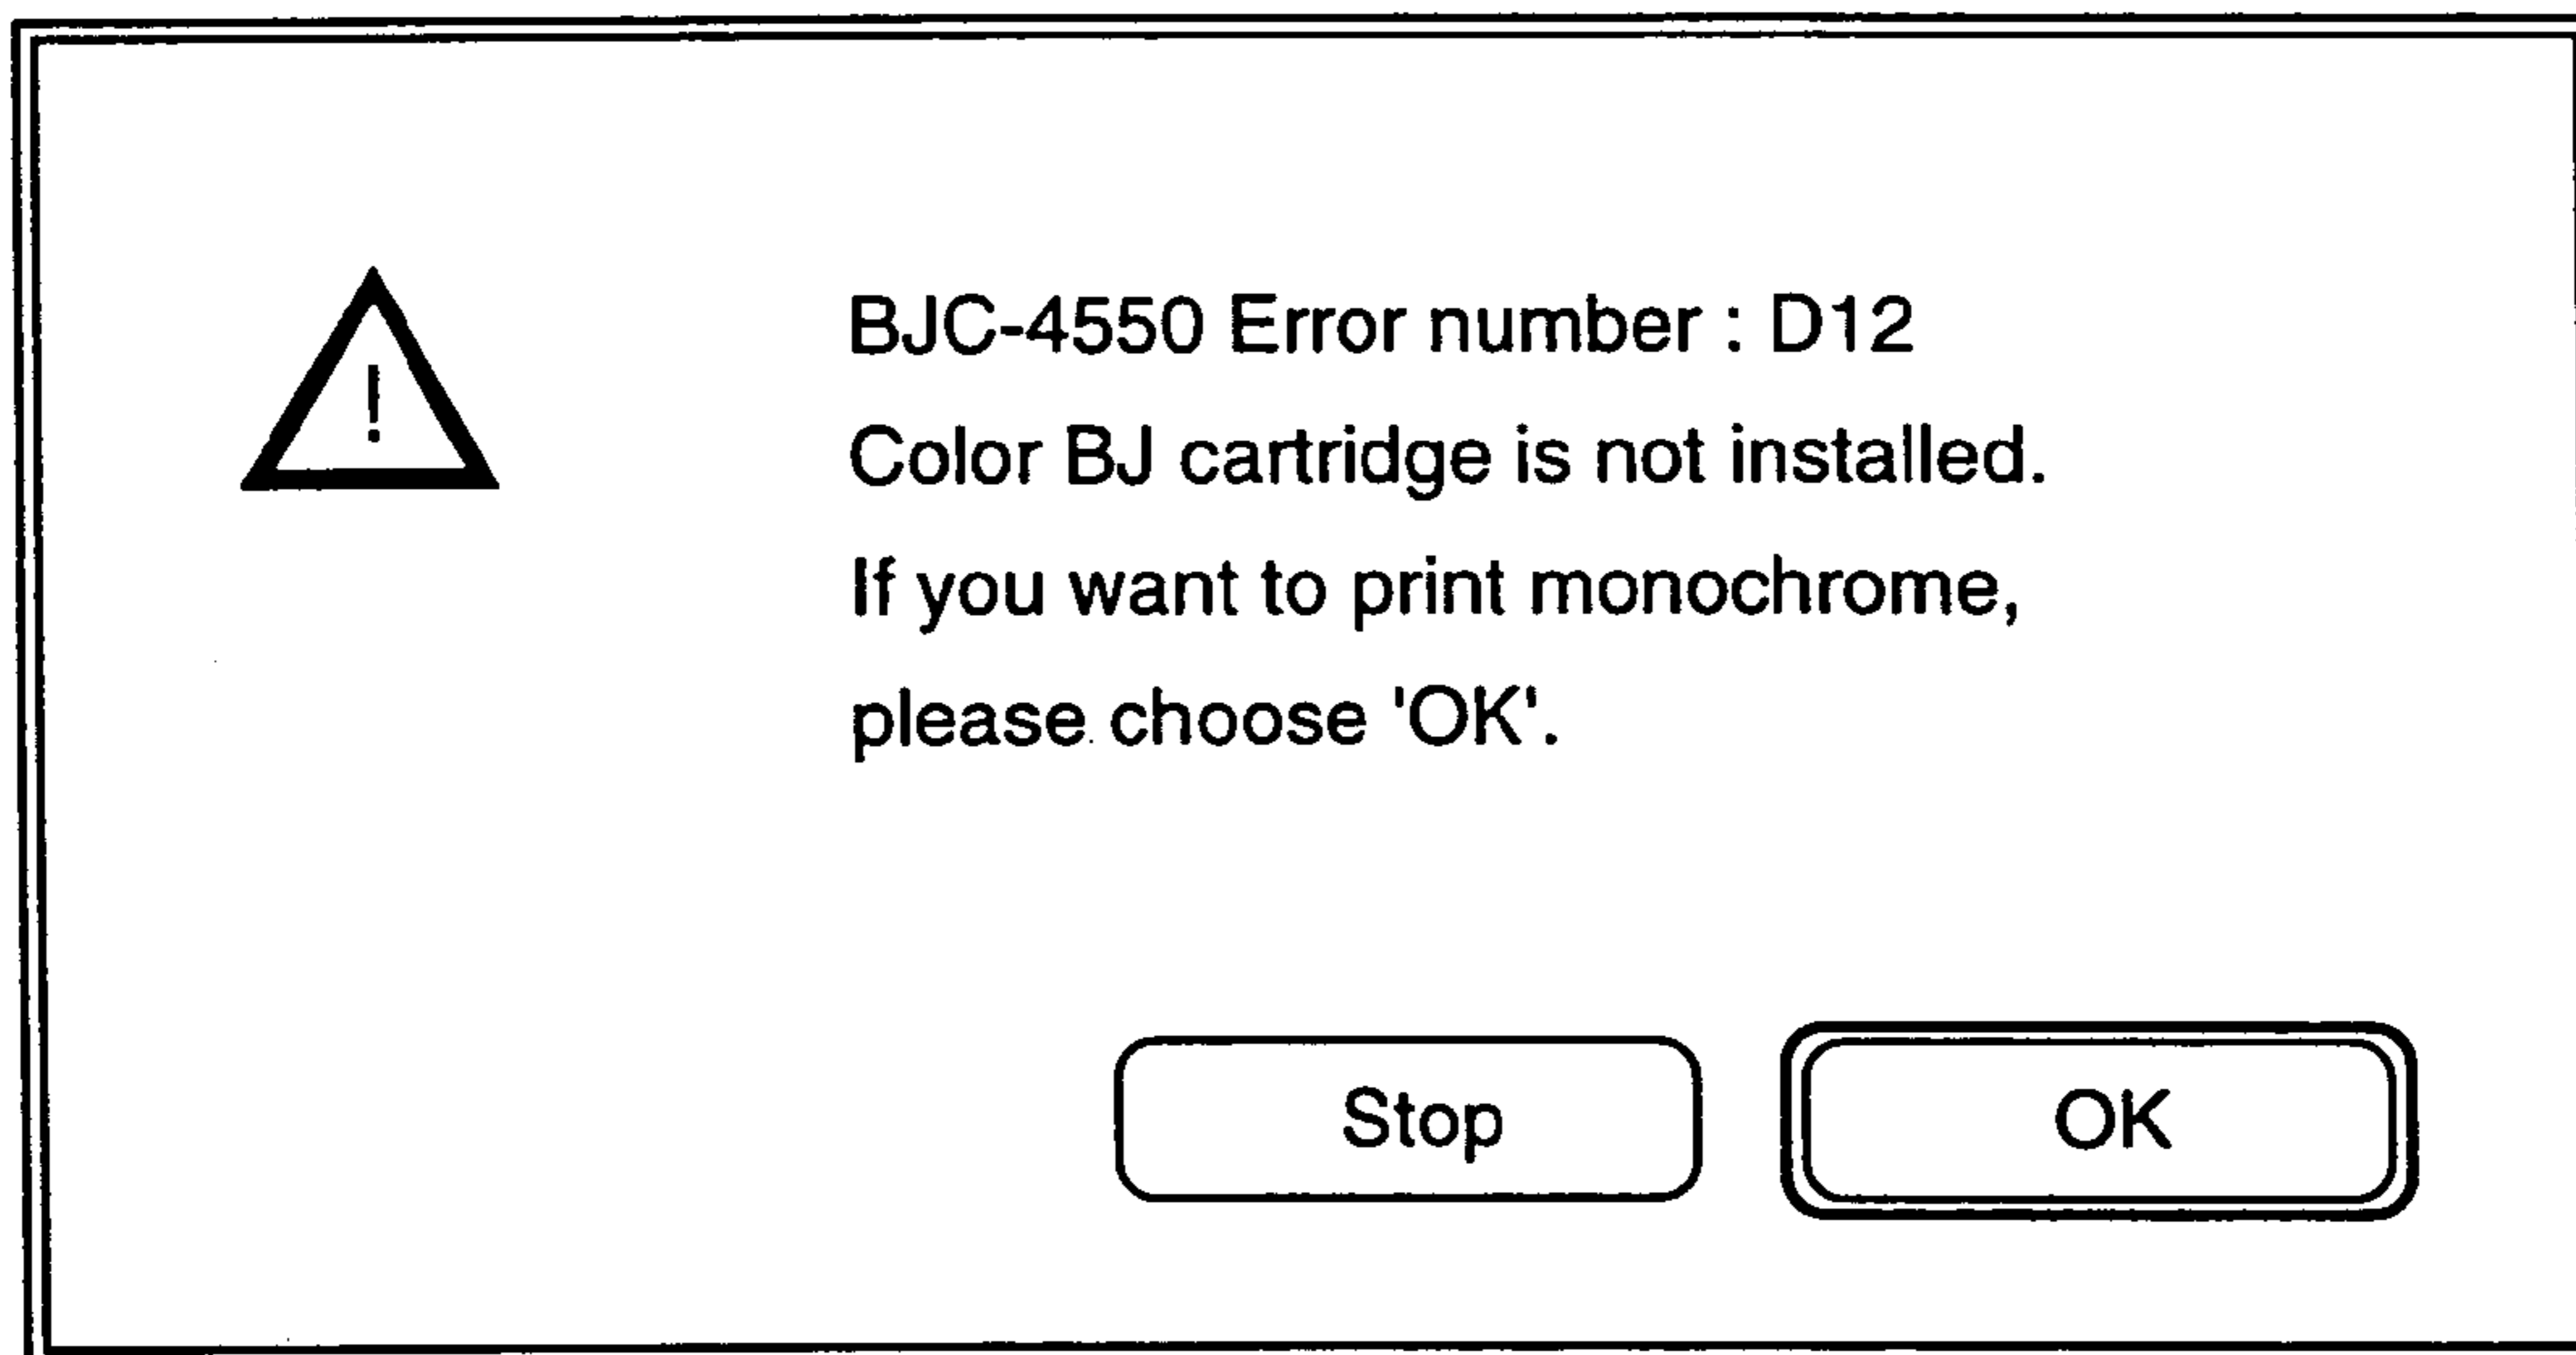 !
BJC-4550 Error number : D12
Color BJ cartridge is not installed.
If you want to print monochrome,
please choose 'OK'.
Stop OK